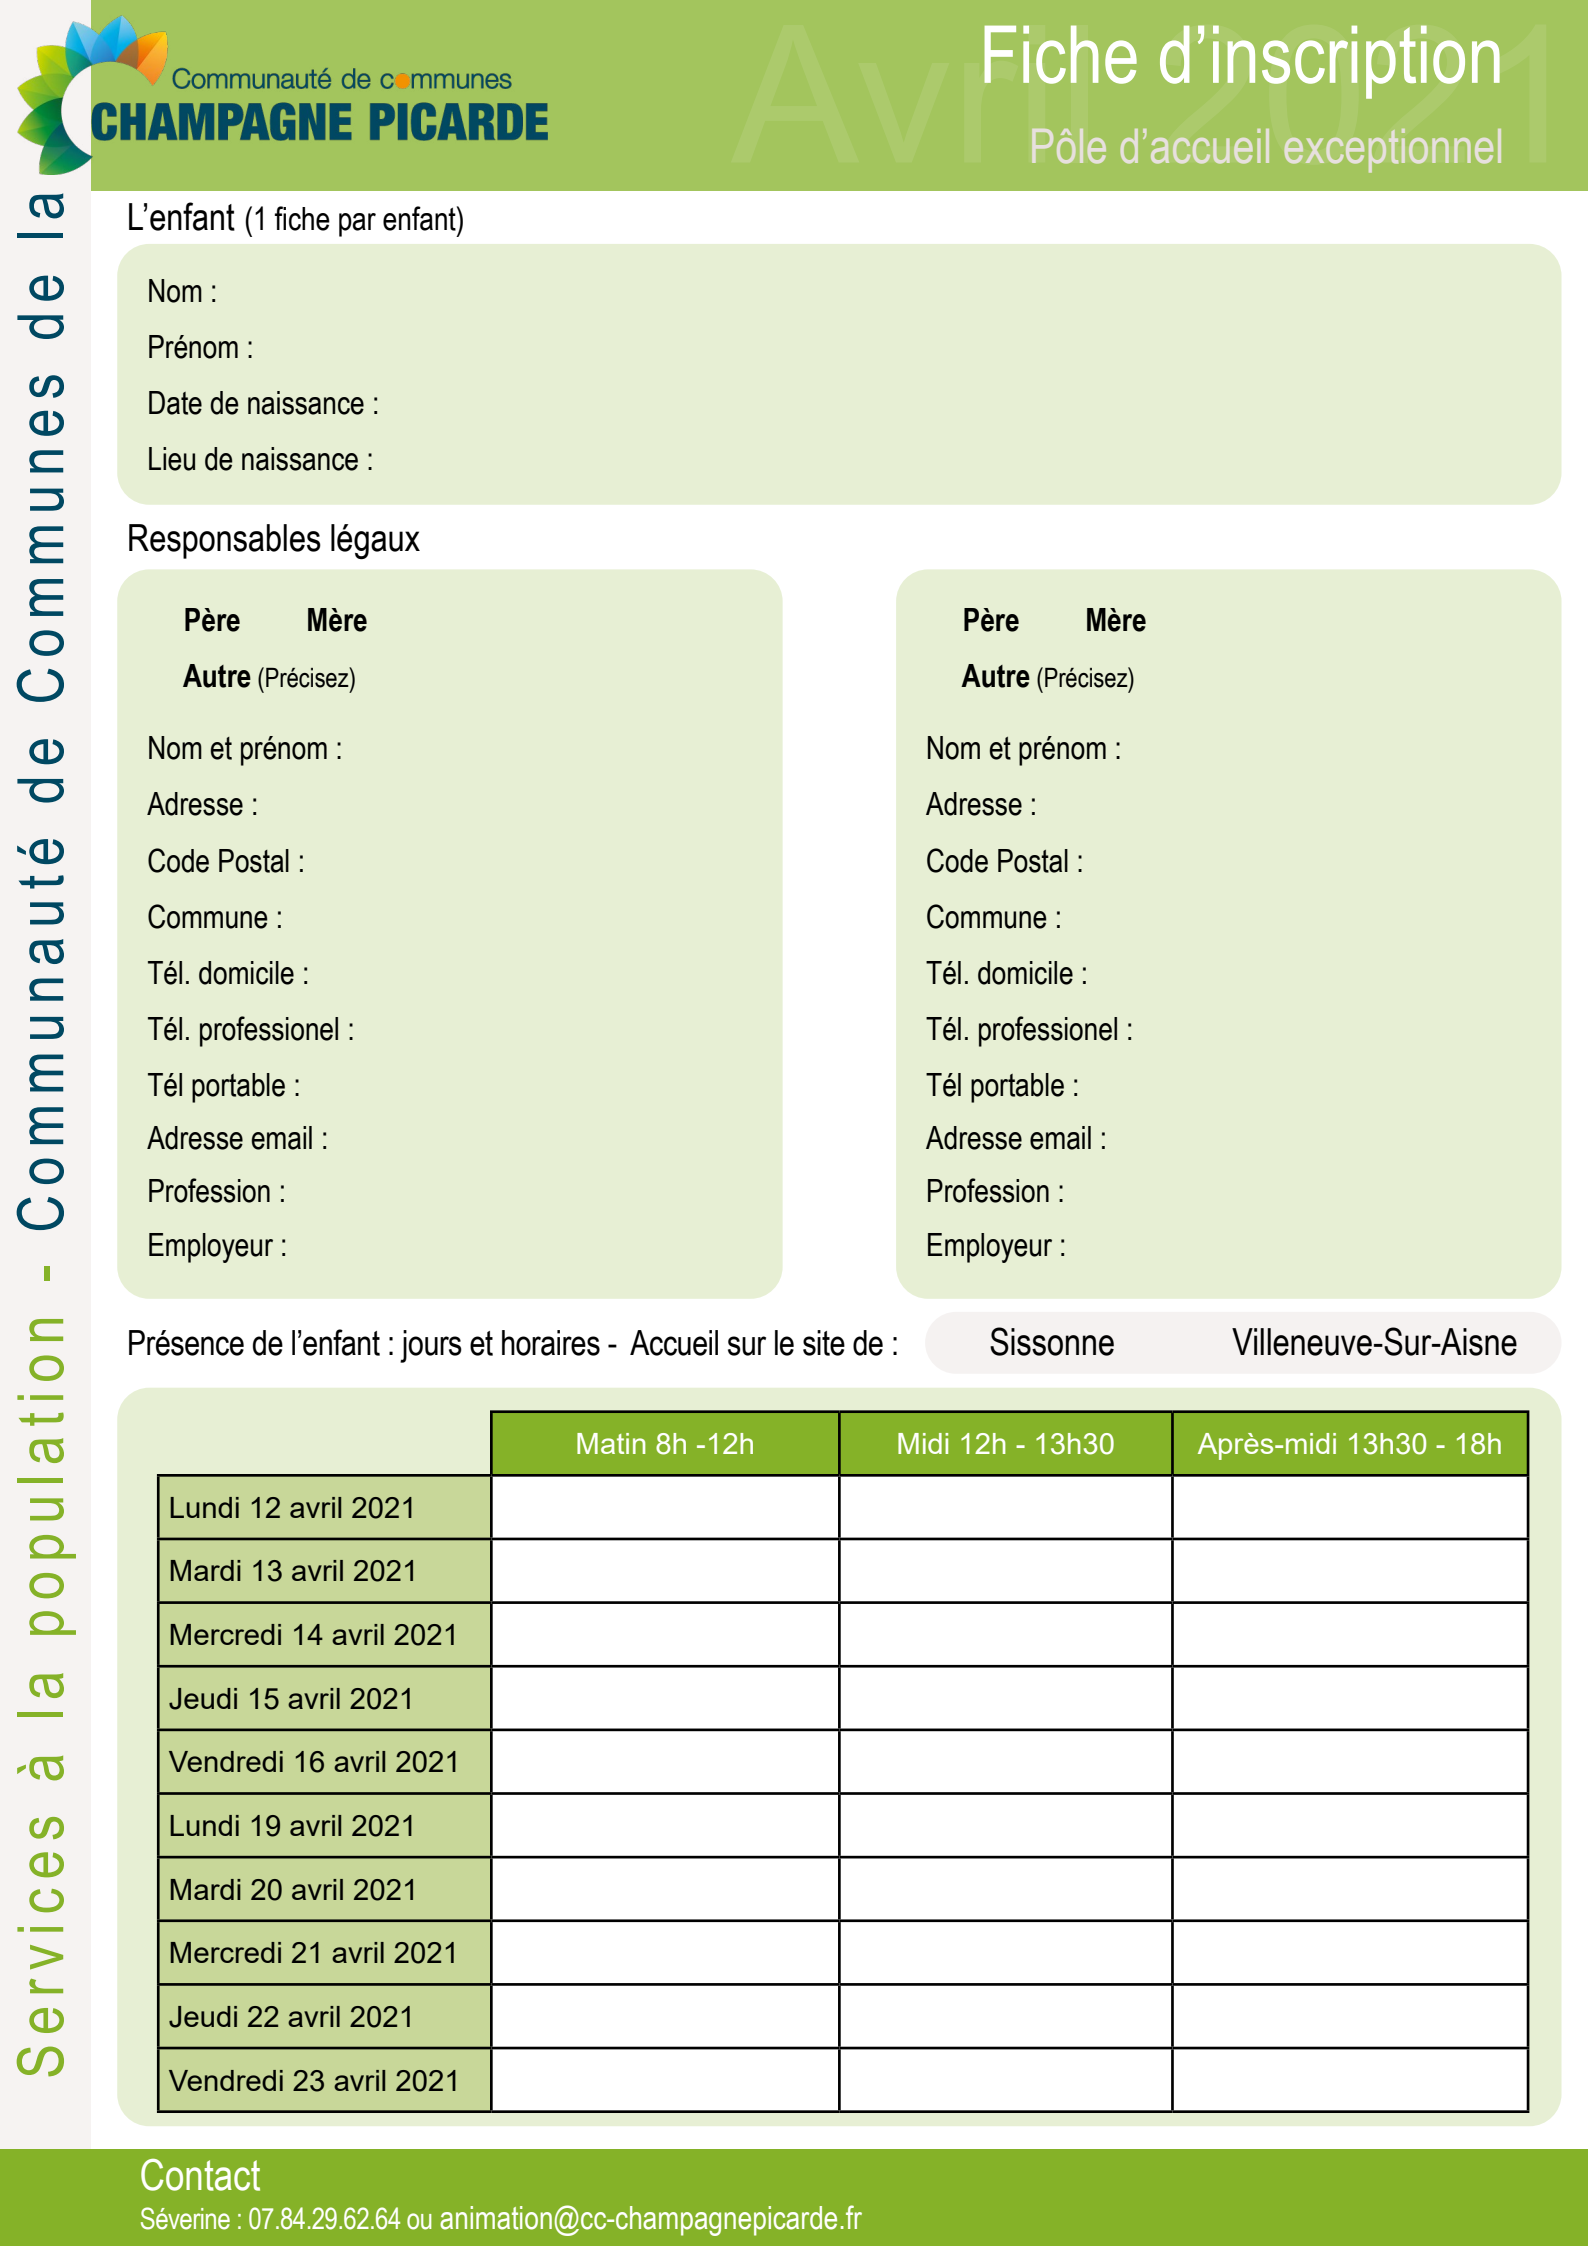 Communauté de communes
CHAMPAGNE PICARDE
Avril 2021
Fiche d’inscription
Pôle d’accueil exceptionnel
Services à la population - Communauté de Communes de la
L’enfant (1 fiche par enfant)
Nom :
Prénom :
Date de naissance :
Lieu de naissance :
Responsables légaux
Père Mère
Autre (Précisez)
Nom et prénom :
Adresse :
Code Postal :
Commune :
Tél. domicile :
Tél. professionel :
Tél portable :
Adresse email :
Profession :
Employeur :
Père Mère
Autre (Précisez)
Nom et prénom :
Adresse :
Code Postal :
Commune :
Tél. domicile :
Tél. professionel :
Tél portable :
Adresse email :
Profession :
Employeur :
Présence de l’enfant : jours et horaires - Accueil sur le site de : Sissonne Villeneuve-Sur-Aisne
Matin 8h -12h Midi 12h - 13h30 Après-midi 13h30 - 18h
Lundi 12 avril 2021
Mardi 13 avril 2021
Mercredi 14 avril 2021
Jeudi 15 avril 2021
Vendredi 16 avril 2021
Lundi 19 avril 2021
Mardi 20 avril 2021
Mercredi 21 avril 2021
Jeudi 22 avril 2021
Vendredi 23 avril 2021
Contact
Séverine : 07.84.29.62.64 ou animation@cc-champagnepicarde.fr